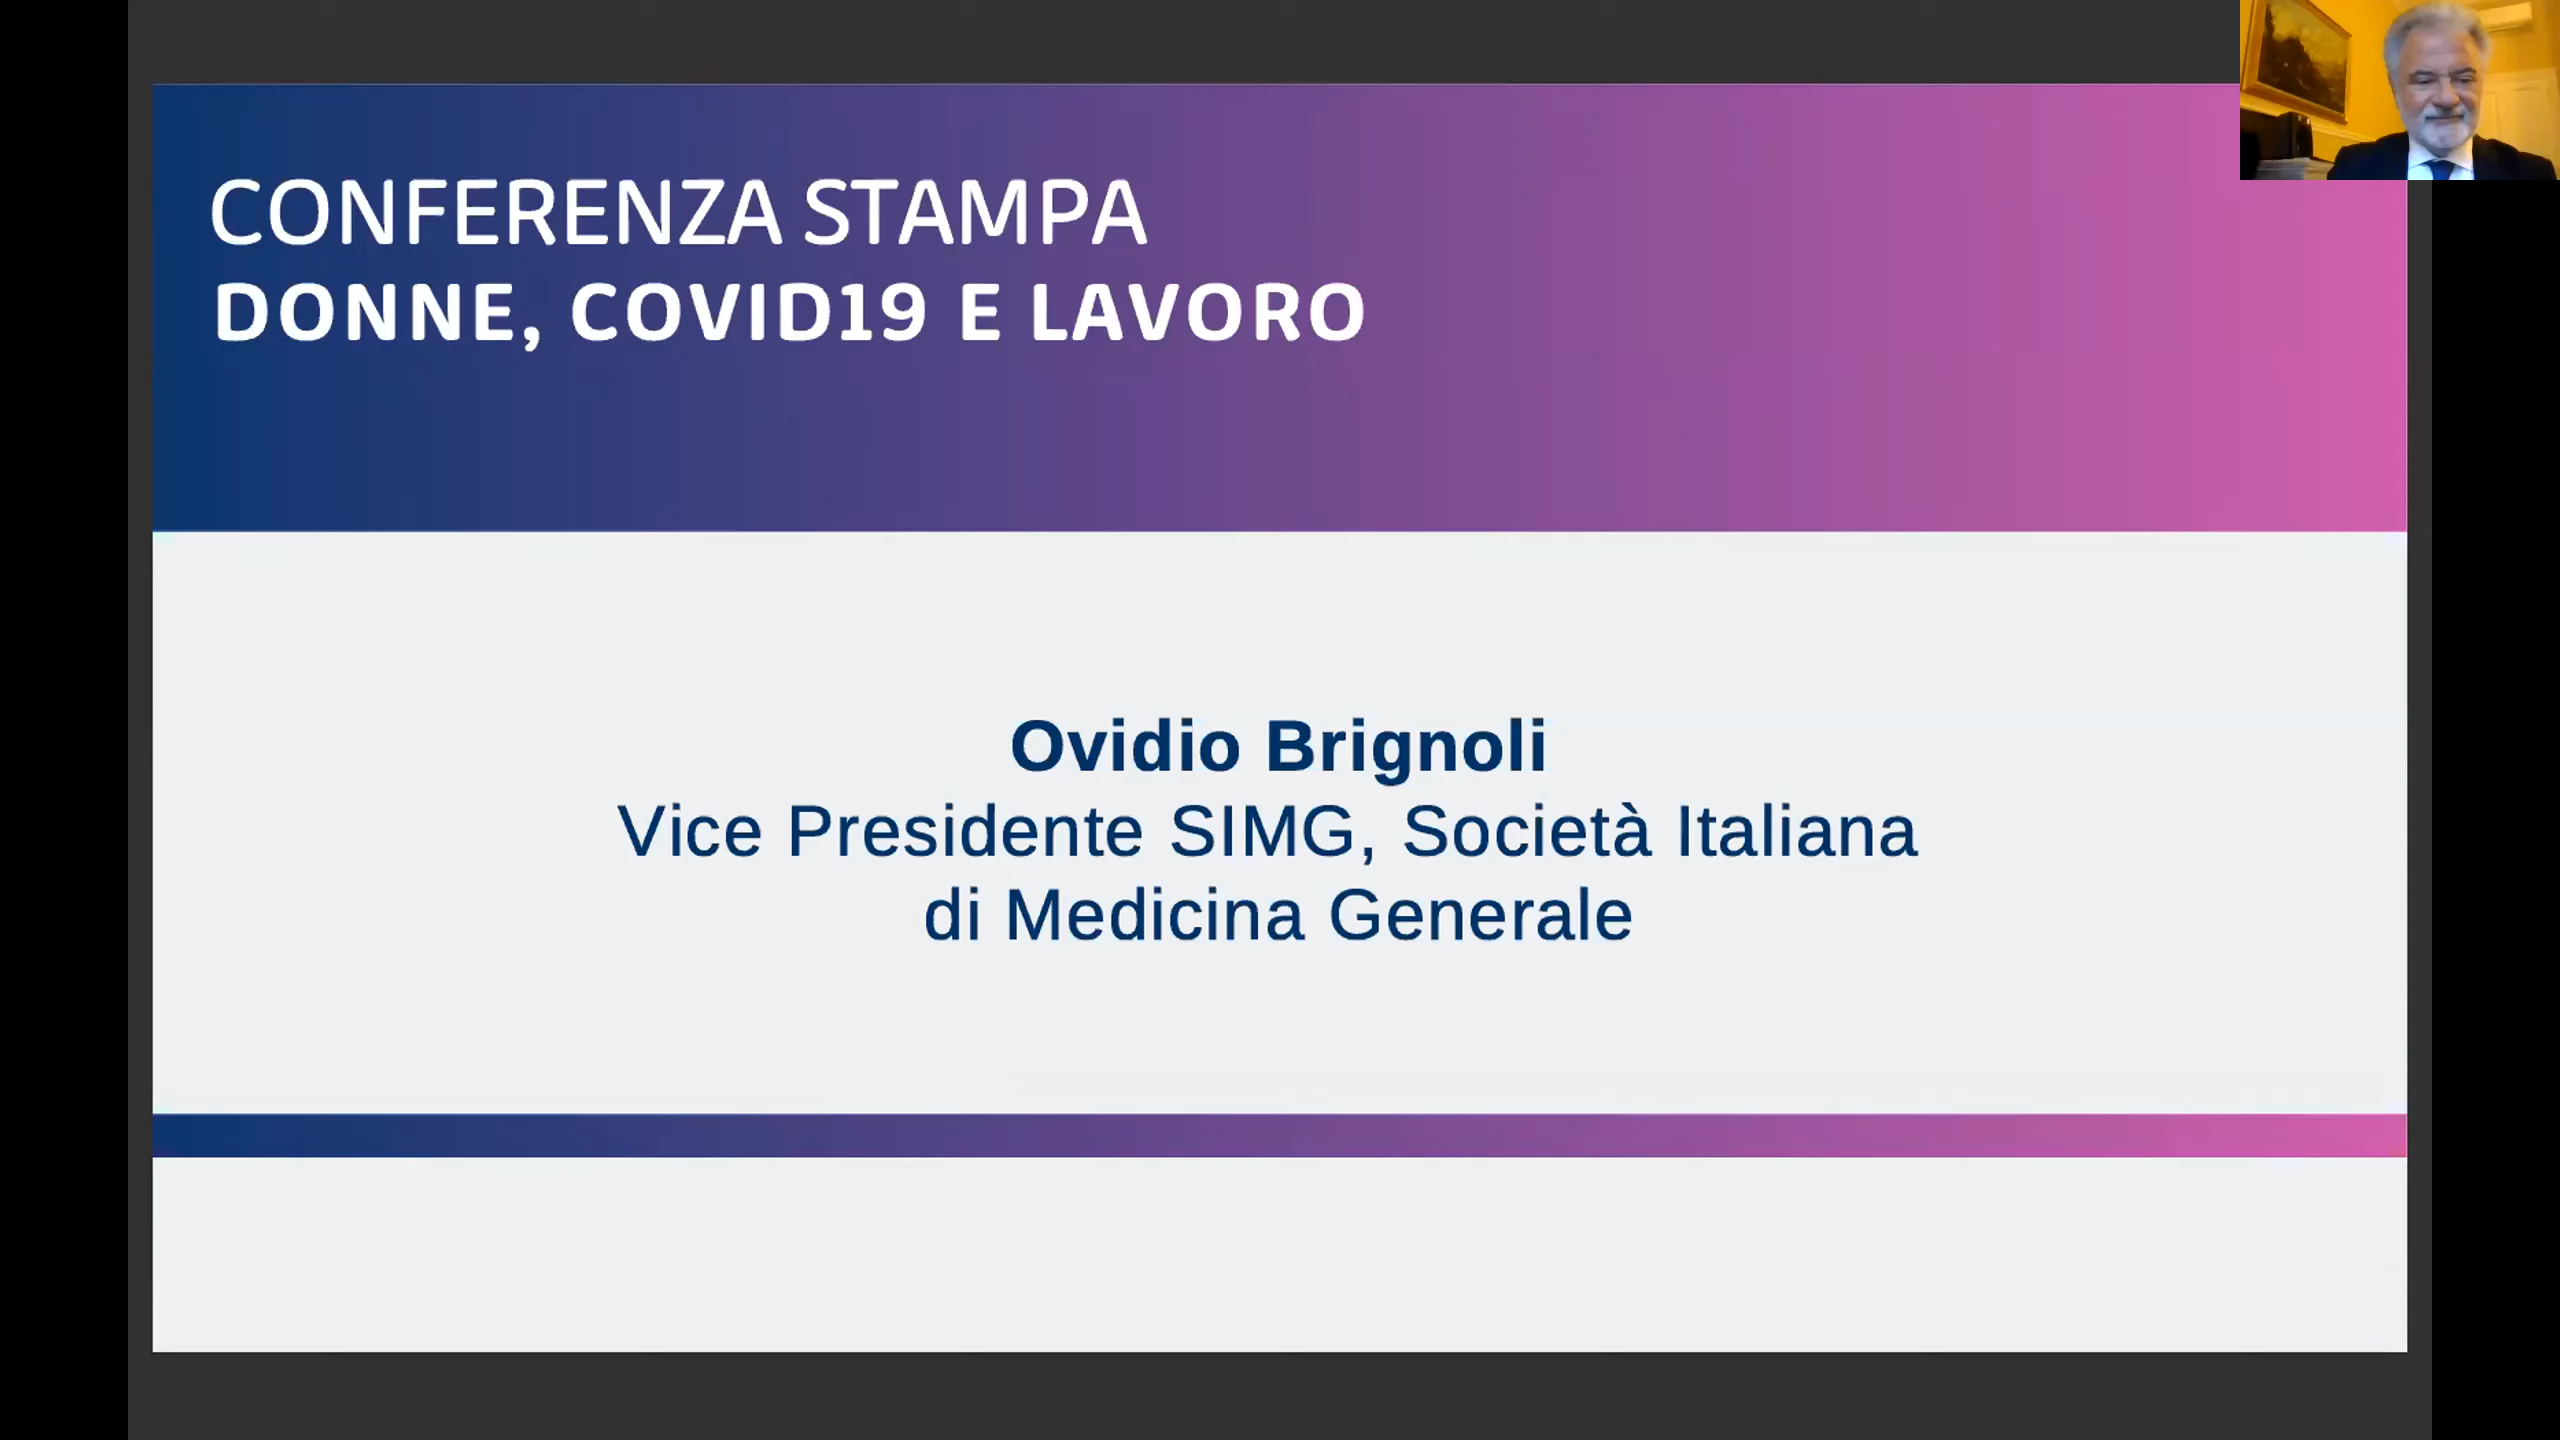 CONFERENZA STAMPA
DONNE, COVID19 E LAVORO
Ovidio Brignoli
Vice Presidente SIMG, Società Italiana
di Medicina Generale